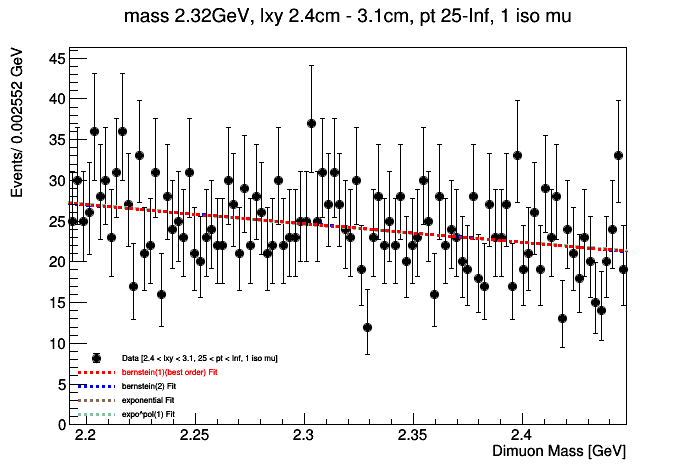 mass 2.32GeV, lxy 2.4cm - 3.1cm, pt 25-Inf, 1 iso mu
Events/ 0.002552 GeV
45
40
35
30
25
20
15
10
5
0
Data [2.4 < lxy < 3.1, 25 < pt < Inf, 1 iso mu]
bernstein(1)(best order) Fit
bernstein(2) Fit
exponential Fit
expo*pol(1) Fit
2.2 2.25 2.3 2.35 2.4
Dimuon Mass [GeV]